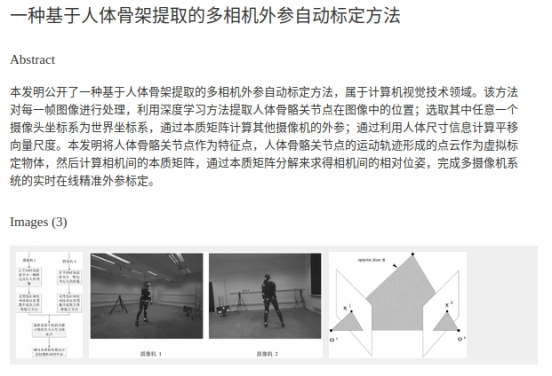 一种基于人体骨架提取的多相机外参自动标定方法
Abstract
本发明公开了一种基于人体骨架提取的多相机外参自动标定方法，属于计算机视觉技术领域。该方法
对每一帧图像进行处理，利用深度学习方法提取人体骨骼关节点在图像中的位置；选取其中任意一个
摄像头坐标系为世界坐标系，通过本质矩阵计算其他摄像机的外参；通过利用人体尺寸信息计算平移
向量尺度。本发明将人体骨骼关节点作为特征点，人体骨骼关节点的运动轨迹形成的点云作为虚拟标
定物体，然后计算相机间的本质矩阵，通过本质矩阵分解来求得相机间的相对位姿，完成多摄像机系
统的实时在线精准外参标定。
Images (3)
摄像机 1
摄像机 2